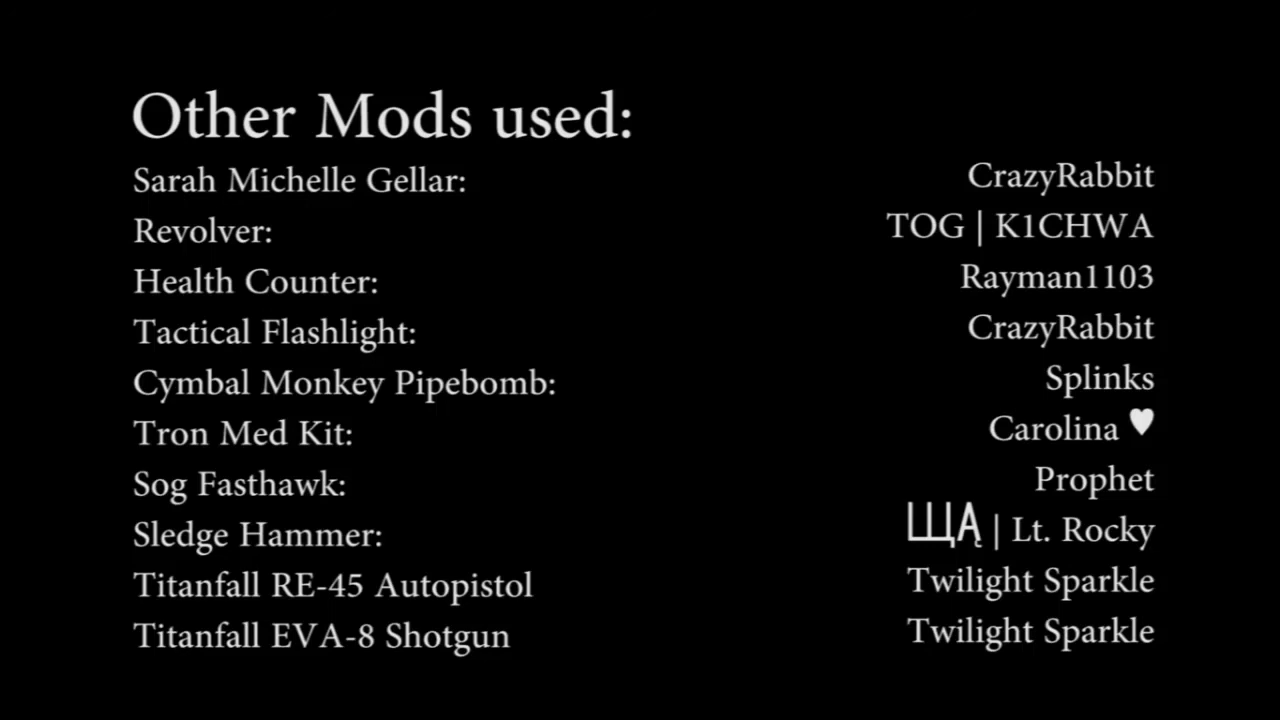 Other Mods used:
Sarah Michelle Gellar: CrazyRabbit
Revolver: TOG | K1CHWA
Health Counter: Rayman1103
Tactical Flashlight: CrazyRabbit
Cymbal Monkey Pipebomb: Splinks
Tron Med Kit: Carolina ♥
Sog Fasthawk: Prophet
Sledge Hammer: ЩĄ | Lt. Rocky
Titanfall RE-45 Autopistol Twilight Sparkle
Titanfall EVA-8 Shotgun Twilight Sparkle